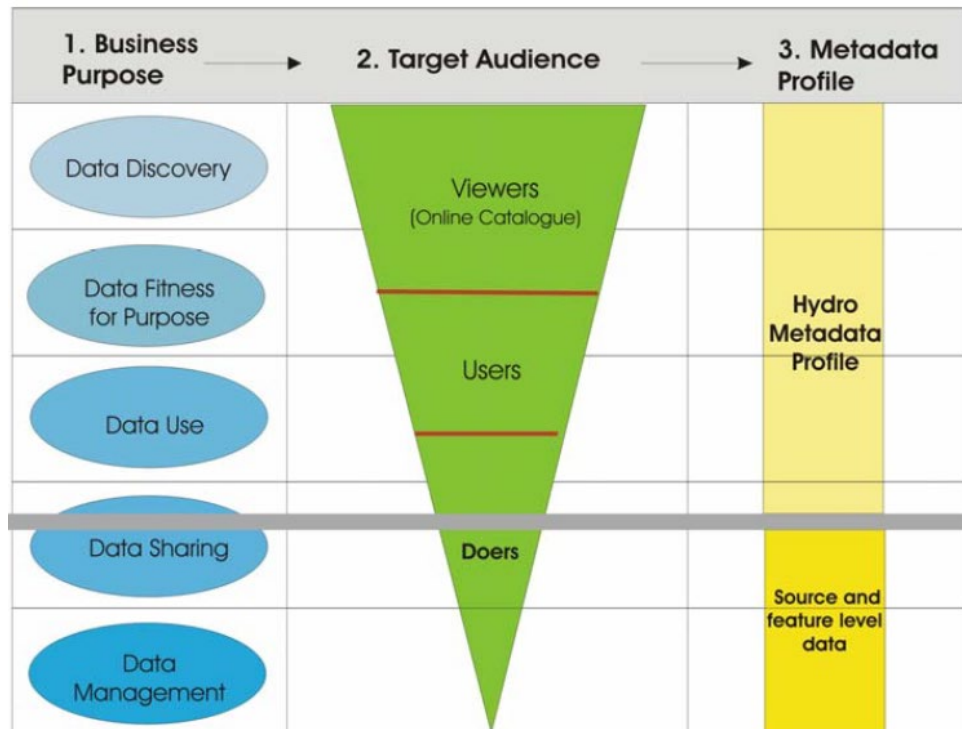 1. Business
Purpose
2. Target Audience
3. Metadata
Profile
Data Discovery
Data Fitness
for Purpose
Data Use
Data Sharing
Data
Management
Viewers
(Online Catalogue)
Users
Doers
Hydro
Metadata
Profile
Source and
feature level
data